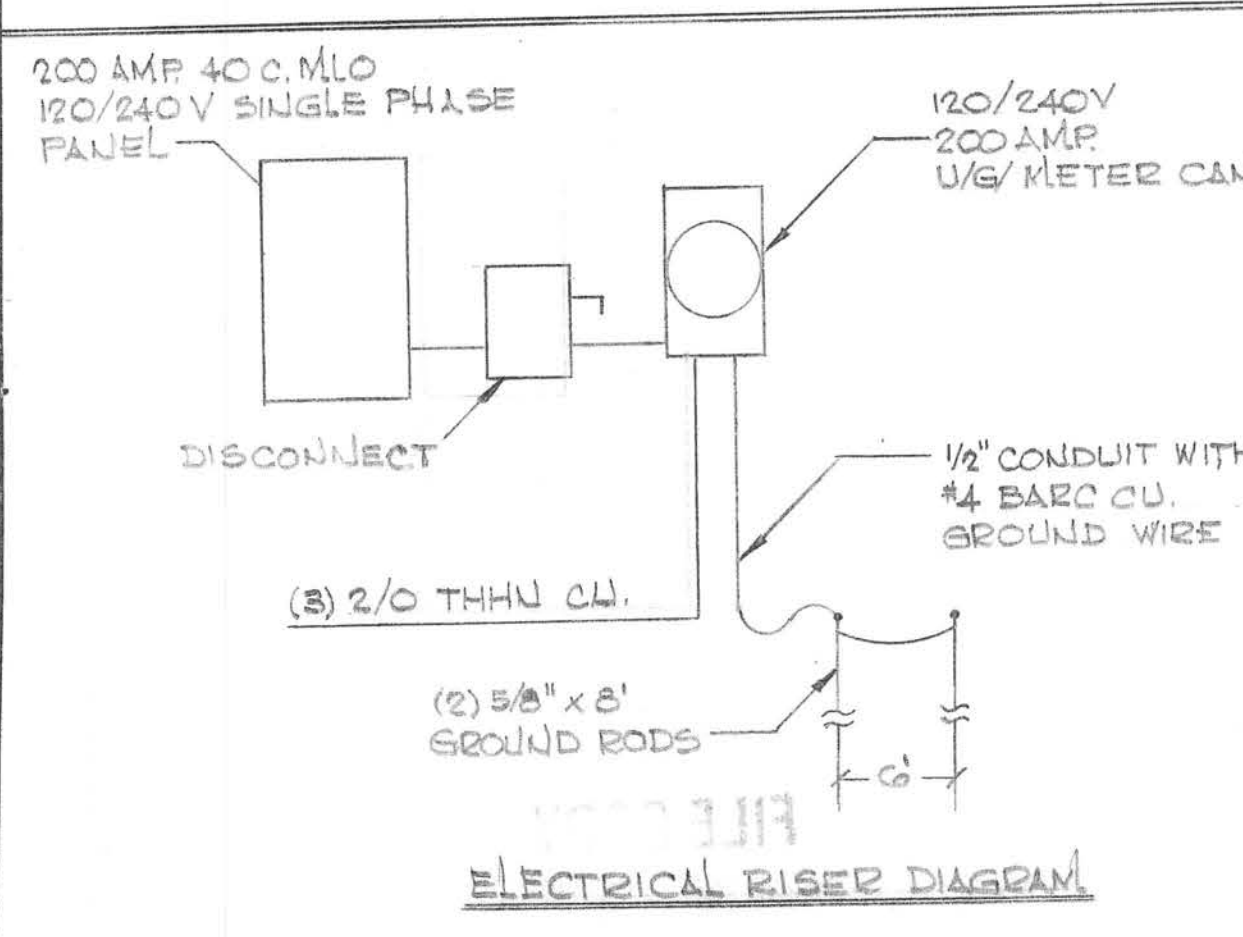 200 AMP. 40 C. MLO
120/240V SINGLE PHASE
PANEL
120/240V
200 AMP.
U/G/ METER CAN
DISCONNECT
1/2" CONDUIT WITH
#4 BARC CU.
GROUND WIRE
(3) 2/0 THHN CU.
(2) 5/8" x 8'
GROUND RODS
6'
ELECTRICAL RISER DIAGRAM